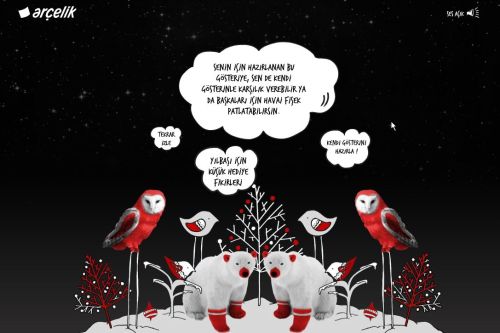 arçelik
SES AÇIK
SENİN İÇİN HAZIRLANAN BU
GÖSTERİYE, SEN DE KENDİ
GÖSTERİNLE KARŞILIK VEREBİLİR YA
DA BAŞKALARI İÇİN HAVAİ FİŞEK
PATLATABİLİRSİN.
TEKRAR
İZLE
KENDİ GÖSTERİNİ
HAZIRLA !
YILBAŞI İÇİN
KÜÇÜK HEDİYE
FİKİRLERİ